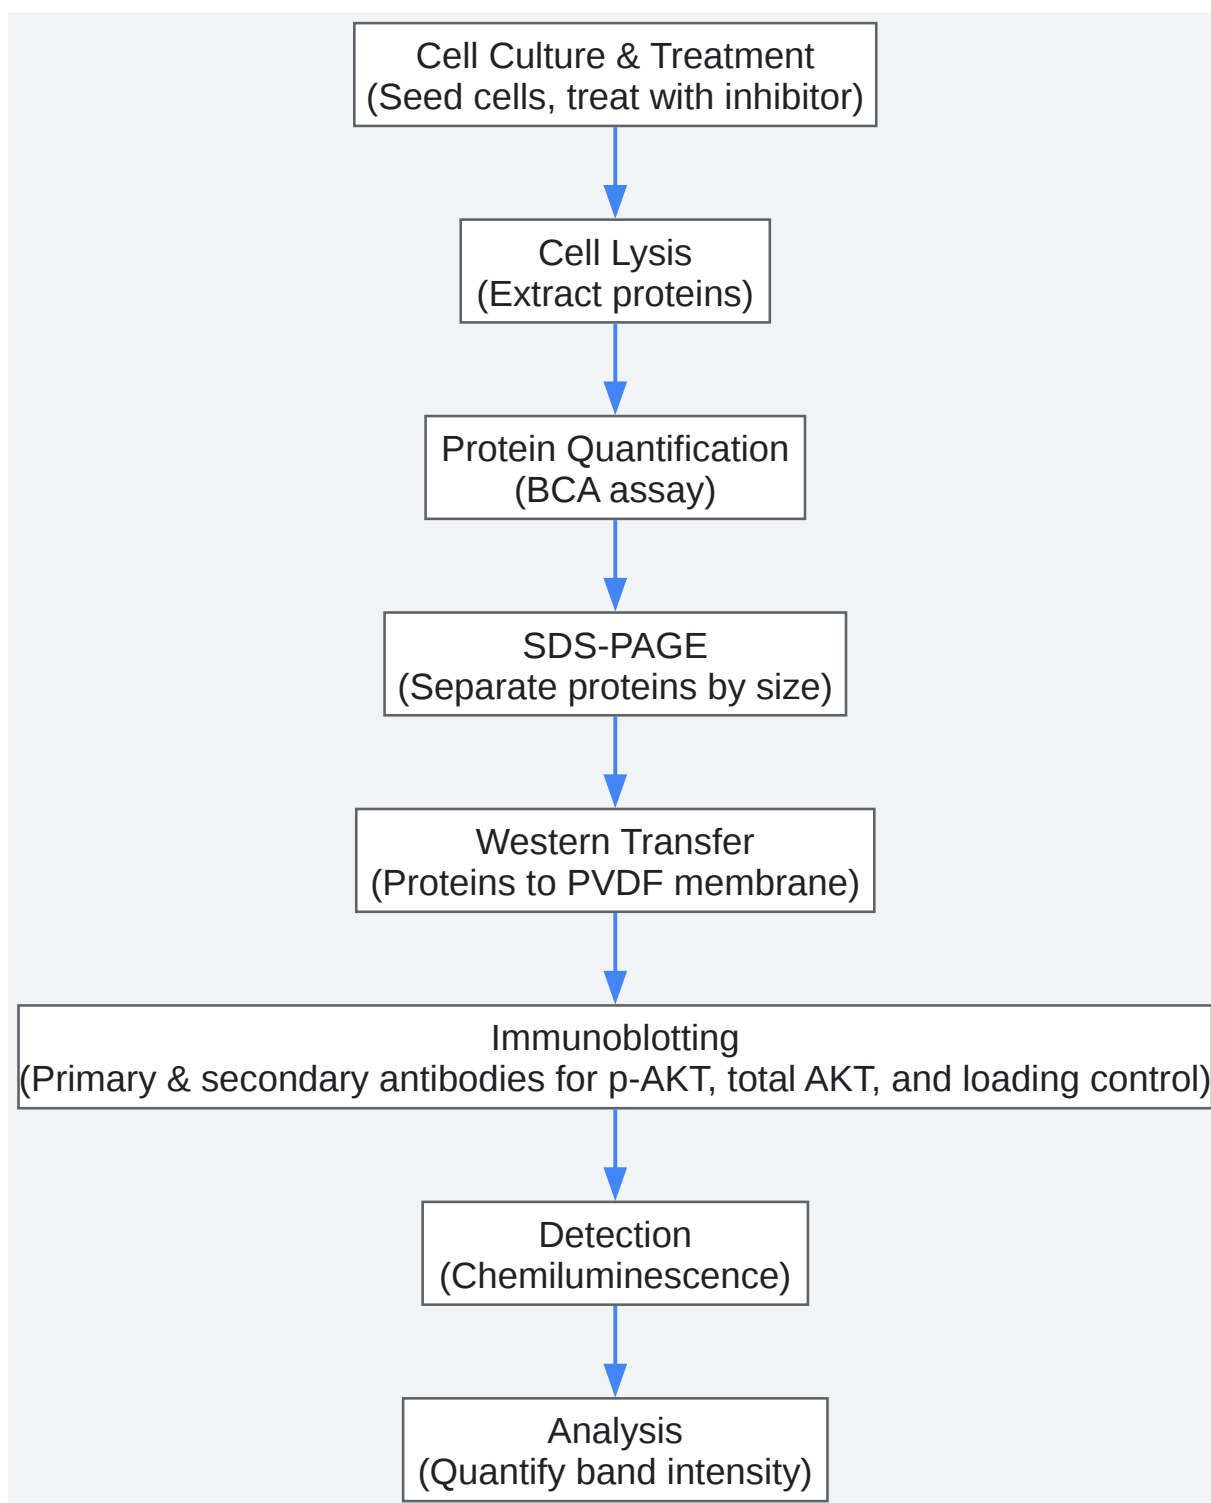 Cell Culture & Treatment
(Seed cells, treat with inhibitor)
Cell Lysis
(Extract proteins)
Protein Quantification
(BCA assay)
SDS-PAGE
(Separate proteins by size)
Western Transfer
(Proteins to PVDF membrane)
Immunoblotting
(Primary & secondary antibodies for p-AKT, total AKT, and loading control)
Detection
(Chemiluminescence)
Analysis
(Quantify band intensity)